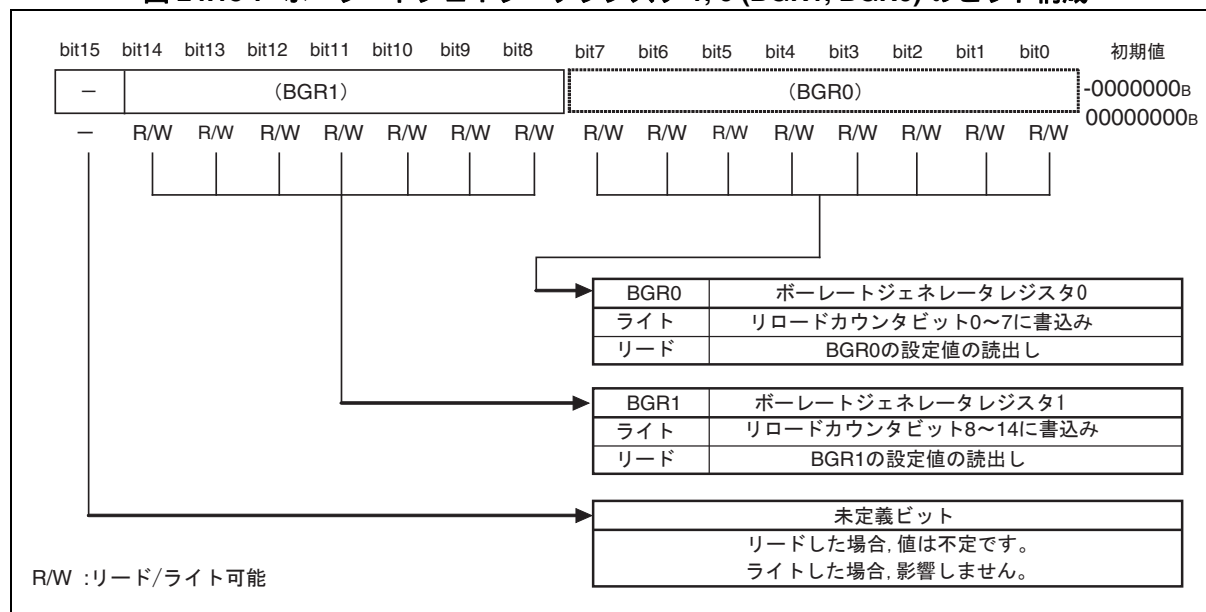 bit15 bit14 bit13 bit12 bit11 bit10 bit9 bit8 bit7 bit6 bit5 bit4 bit3 bit2 bit1 bit0 初期値
− (BGR1) (BGR0) -0000000B
00000000B
− R/W R/W R/W R/W R/W R/W R/W R/W R/W R/W R/W R/W R/W R/W R/W
BGR0 ボーレートジェネレータレジスタ0
ライト リロードカウンタビット0〜7に書込み
リード BGR0の設定値の読出し
BGR1 ボーレートジェネレータレジスタ1
ライト リロードカウンタビット8〜14に書込み
リード BGR1の設定値の読出し
未定義ビット
リードした場合, 値は不定です。
ライトした場合, 影響しません。
R/W :リード/ライト可能